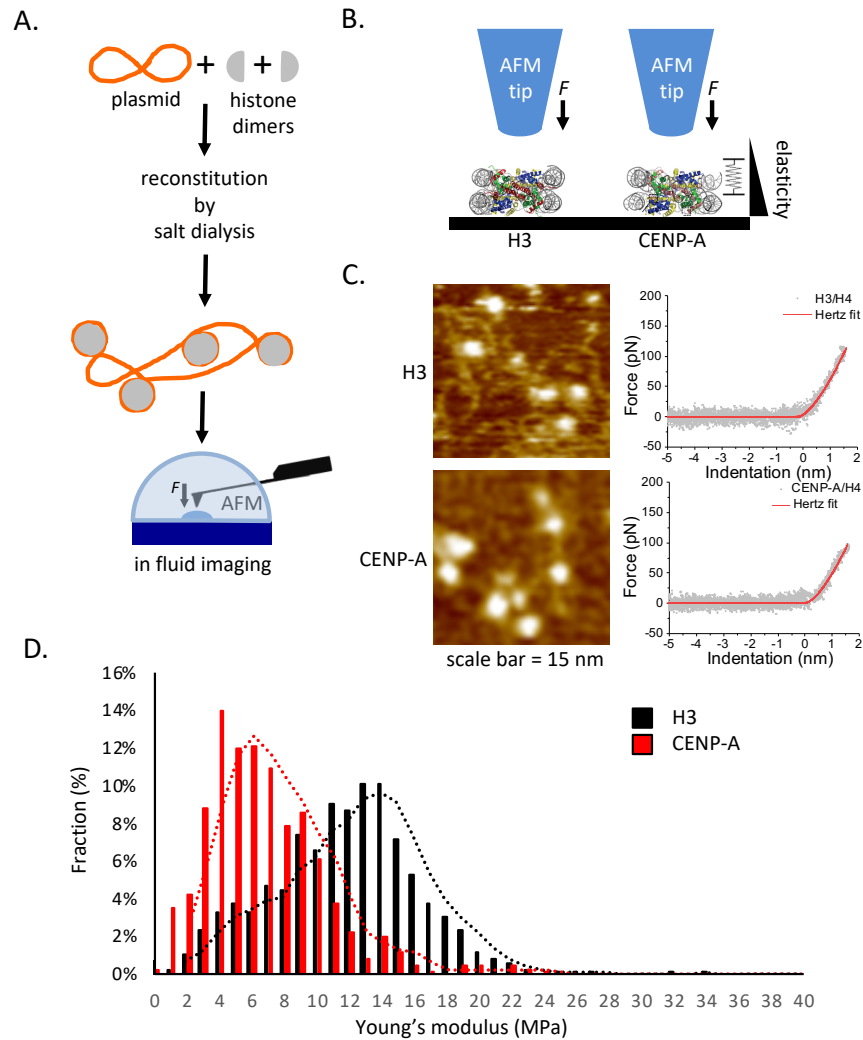 A.
plasmid
+
+
histone
dimers
reconstitution
by
salt dialysis
F
AFM
in fluid imaging
B.
AFM
tip
F
AFM
tip
F
elasticity
H3
CENP-A
C.
H3
CENP-A
scale bar = 15 nm
H3/H4
Hertz fit
Force (pN)
200
150
100
50
0
-50
-5 -4 -3 -2 -1 0 1 2
Indentation (nm)
CENP-A/H4
Hertz fit
Force (pN)
200
150
100
50
0
-50
-5 -4 -3 -2 -1 0 1 2
Indentation (nm)
D.
Fraction (%)
16%
14%
12%
10%
8%
6%
4%
2%
0%
0 2 4 6 8 10 12 14 16 18 20 22 24 26 28 30 32 34 36 38 40
Young's modulus (MPa)
H3
CENP-A